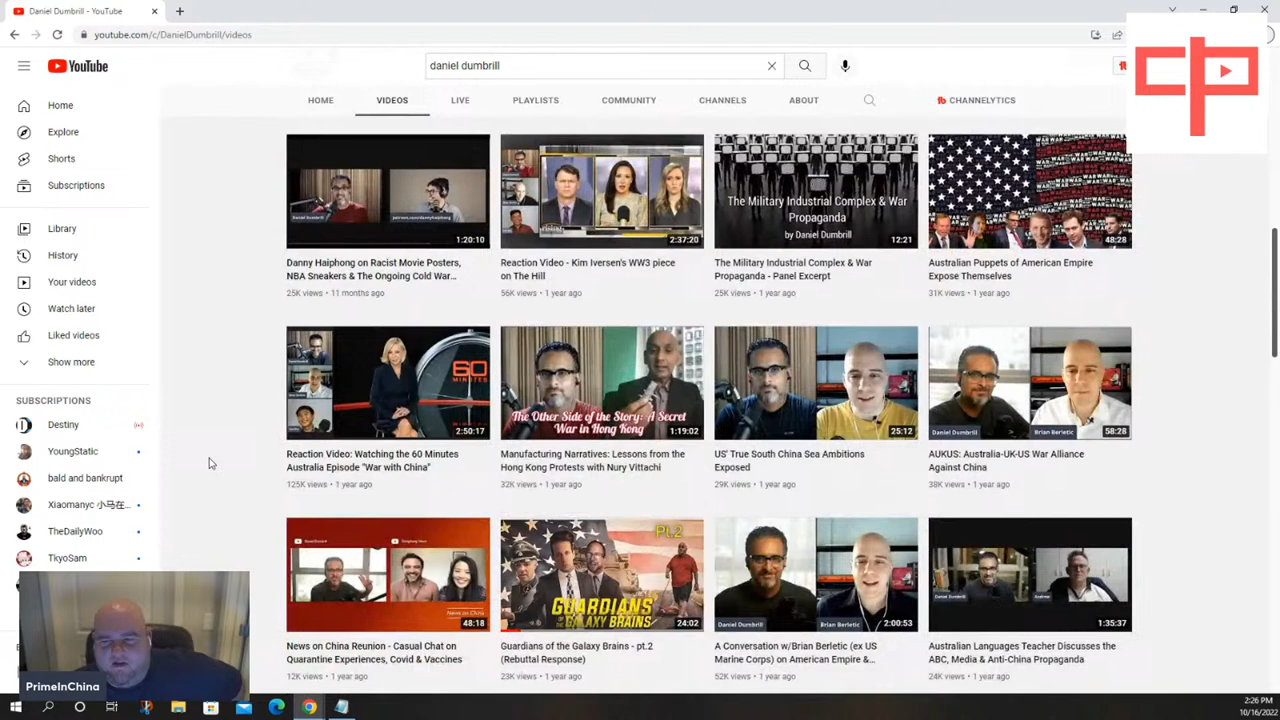 Daniel Dumbrill - YouTube
youtube.com/c/DanielDumbrill/videos
YouTube
daniel dumbrill
HOME
VIDEOS
LIVE
PLAYLISTS
COMMUNITY
CHANNELS
ABOUT
CHANNELYTICS
Home
Explore
Shorts
Subscriptions
Library
History
Your videos
Watch later
Liked videos
Show more
SUBSCRIPTIONS
Destiny
YoungStatic
bald and bankrupt
Xiaomanyc 小马在...
TheDailyWoo
TkyoSam
Daniel Dumbrill
patreon.com/dannyhaiphong
1:20:10
Danny Haiphong on Racist Movie Posters,
NBA Sneakers & The Ongoing Cold War...
25K views • 11 months ago
2:37:20
Reaction Video - Kim Iversen's WW3 piece
on The Hill
56K views • 1 year ago
The Military Industrial Complex & War
Propaganda
by Daniel Dumbrill
12:21
The Military Industrial Complex & War
Propaganda - Panel Excerpt
25K views • 1 year ago
48:28
Australian Puppets of American Empire
Expose Themselves
31K views • 1 year ago
60
MINUTES
2:50:17
Reaction Video: Watching the 60 Minutes
Australia Episode "War with China"
125K views • 1 year ago
The Other Side of the Story: A Secret
War in Hong Kong
1:19:02
Manufacturing Narratives: Lessons from the
Hong Kong Protests with Nury Vittachi
32K views • 1 year ago
25:12
US' True South China Sea Ambitions
Exposed
29K views • 1 year ago
Daniel Dumbrill
Brian Berletic
58:28
AUKUS: Australia-UK-US War Alliance
Against China
38K views • 1 year ago
48:18
News on China Reunion - Casual Chat on
Quarantine Experiences, Covid & Vaccines
12K views • 1 year ago
PT.2
GUARDIANS
OF THE GALAXY BRAINS
24:02
Guardians of the Galaxy Brains - pt.2
(Rebuttal Response)
23K views • 1 year ago
Daniel Dumbrill
Brian Berletic
2:00:53
A Conversation w/Brian Berletic (ex US
Marine Corps) on American Empire &...
52K views • 1 year ago
Daniel Dumbrill
1:35:37
Australian Languages Teacher Discusses the
ABC, Media & Anti-China Propaganda
24K views • 1 year ago
PrimeInChina
2:26 PM
10/16/2022